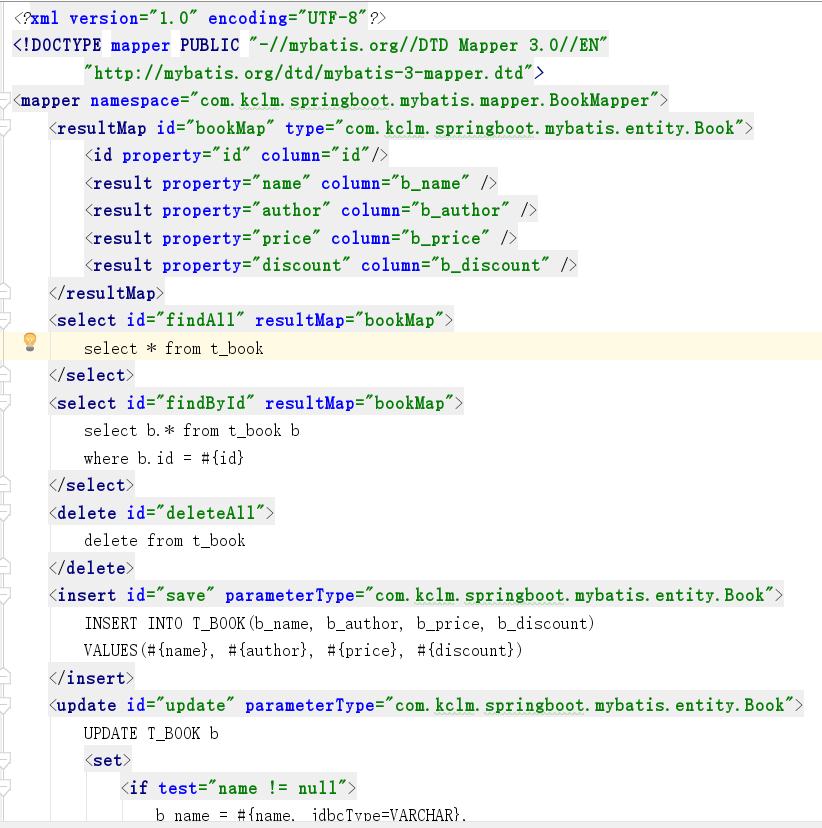 <?xml version="1.0" encoding="UTF-8"?>
<!DOCTYPE mapper PUBLIC "-//mybatis.org//DTD Mapper 3.0//EN"
        "http://mybatis.org/dtd/mybatis-3-mapper.dtd">
<mapper namespace="com.kclm.springboot.mybatis.mapper.BookMapper">
    <resultMap id="bookMap" type="com.kclm.springboot.mybatis.entity.Book">
        <id property="id" column="id"/>
        <result property="name" column="b_name" />
        <result property="author" column="b_author" />
        <result property="price" column="b_price" />
        <result property="discount" column="b_discount" />
    </resultMap>
    <select id="findAll" resultMap="bookMap">
        select * from t_book
    </select>
    <select id="findById" resultMap="bookMap">
        select b.* from t_book b
        where b.id = #{id}
    </select>
    <delete id="deleteAll">
        delete from t_book
    </delete>
    <insert id="save" parameterType="com.kclm.springboot.mybatis.entity.Book">
        INSERT INTO T_BOOK(b_name, b_author, b_price, b_discount)
        VALUES(#{name}, #{author}, #{price}, #{discount})
    </insert>
    <update id="update" parameterType="com.kclm.springboot.mybatis.entity.Book">
        UPDATE T_BOOK b
        <set>
            <if test="name != null">
                b_name = #{name, jdbcType=VARCHAR},